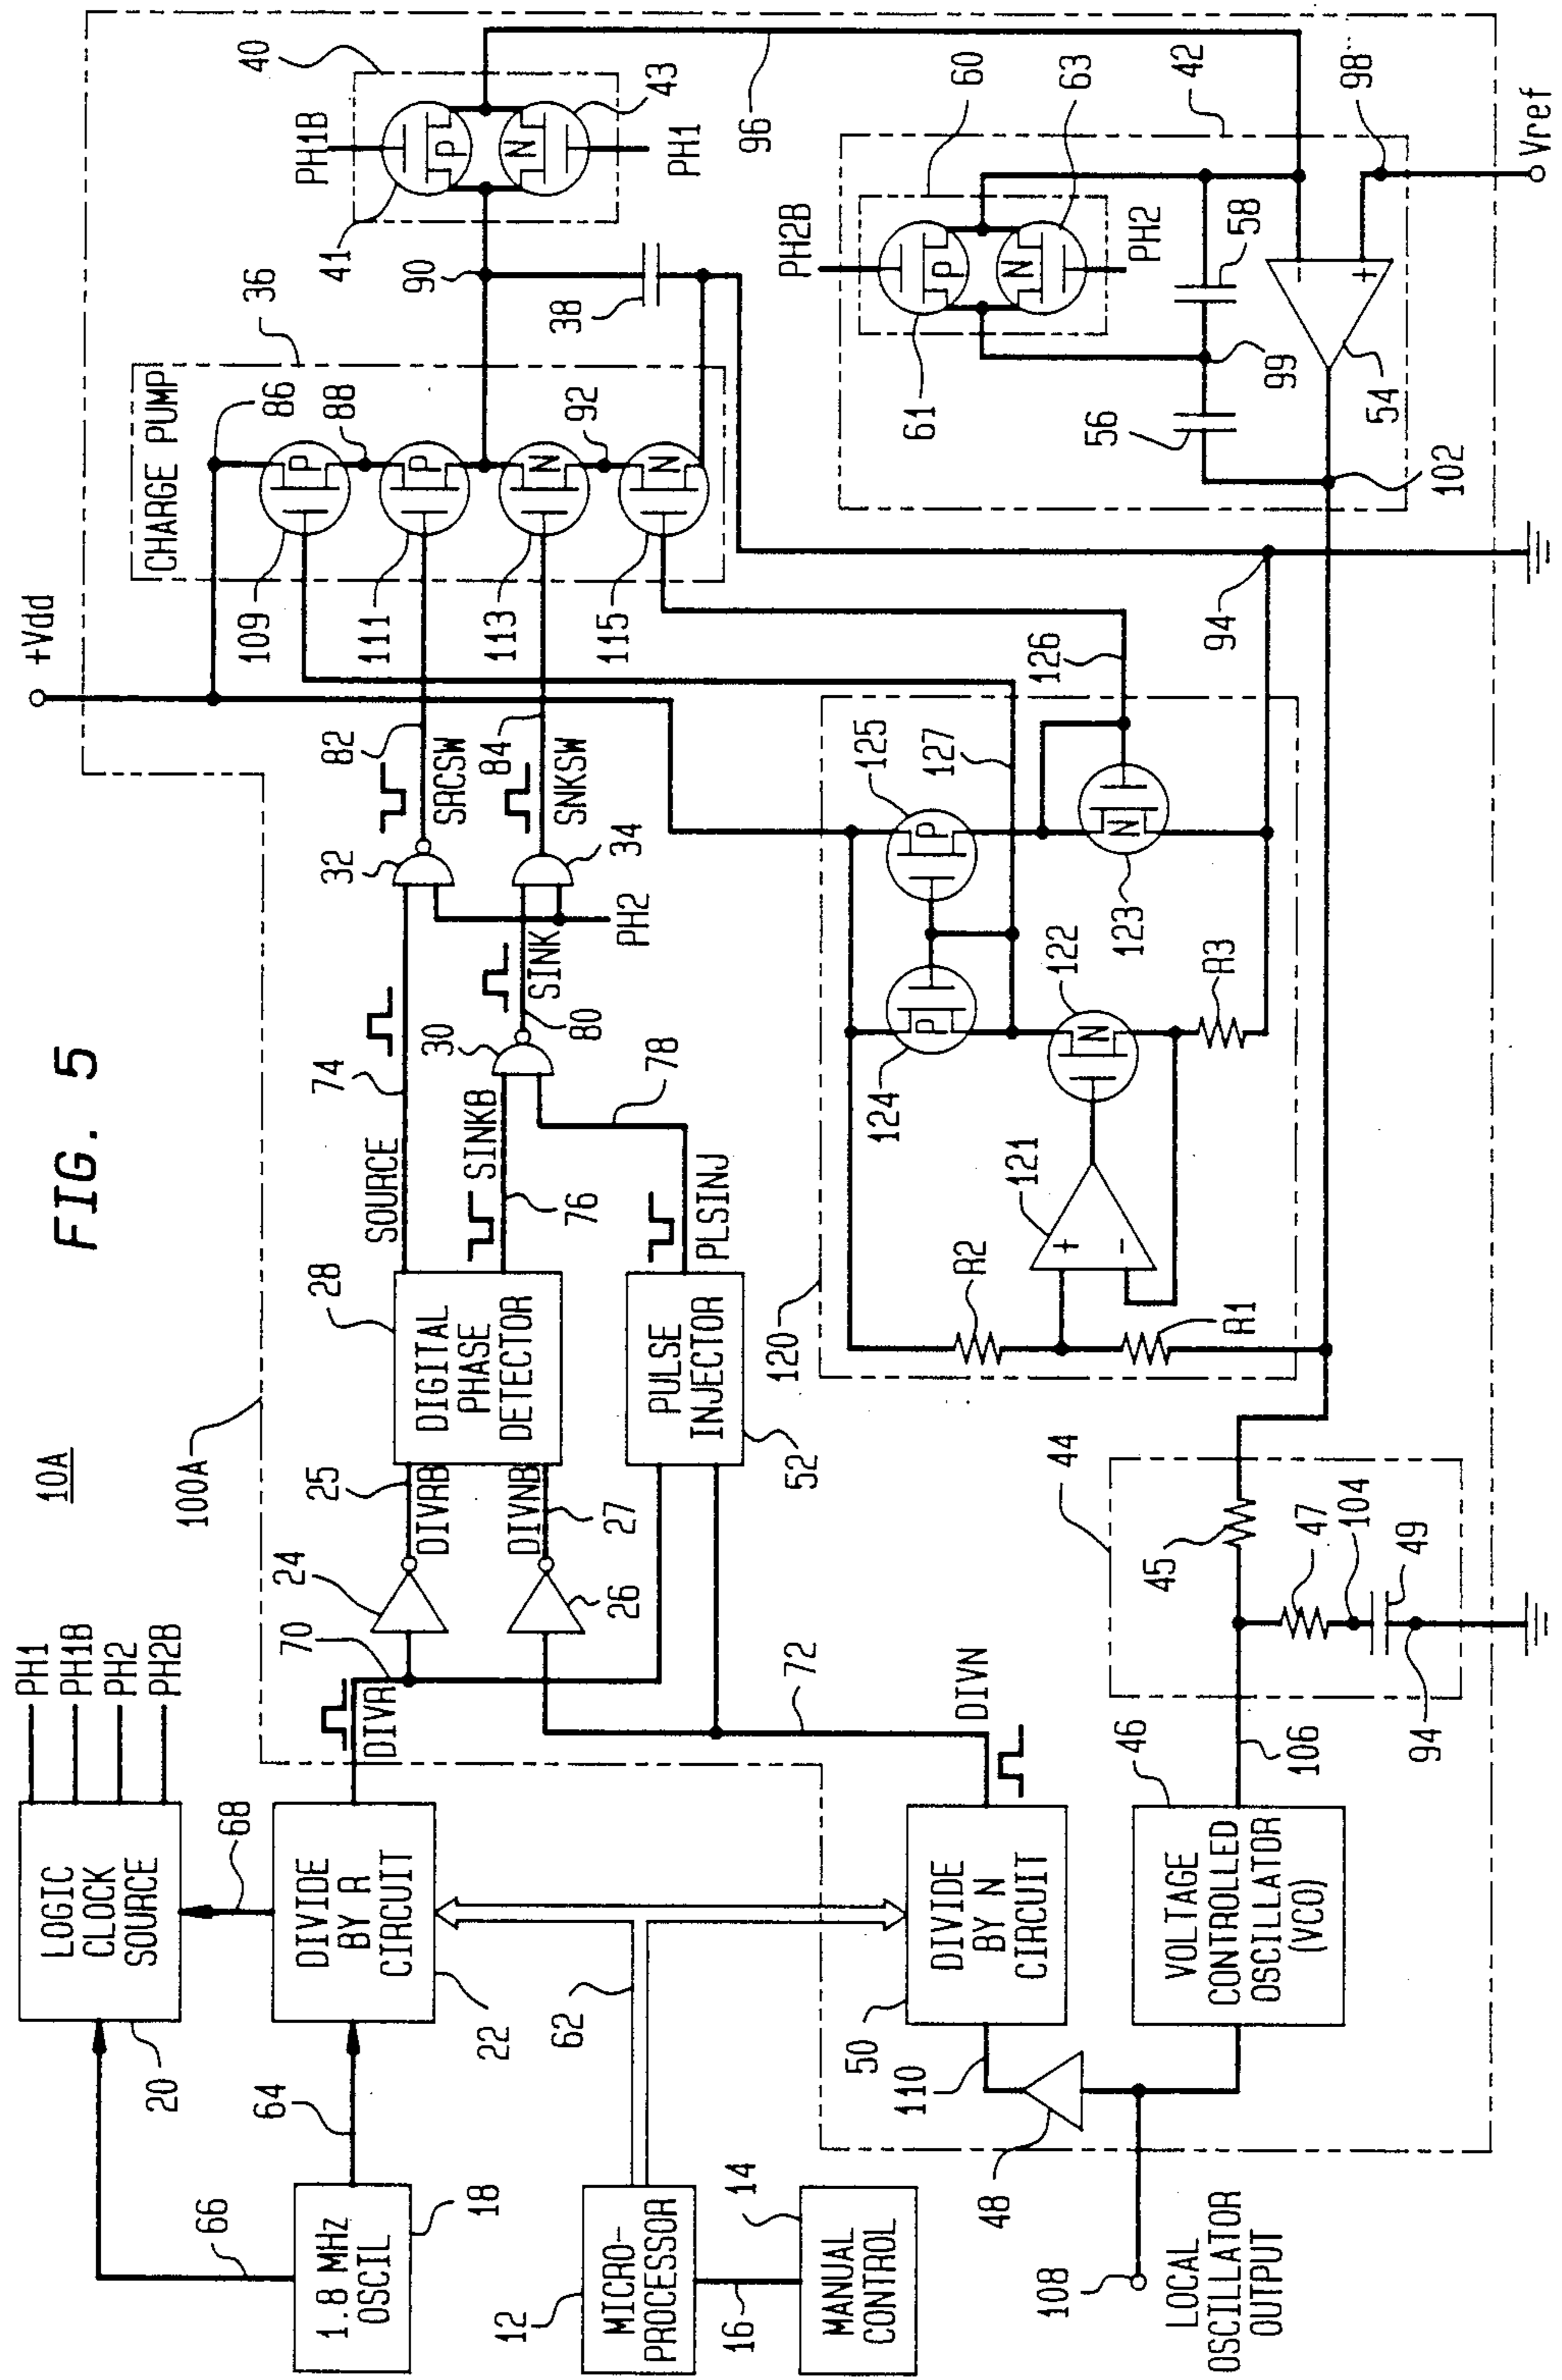 FIG. 5
10A
100A
1.8 MHz
OSCIL
18
66
64
LOGIC
CLOCK
SOURCE
20
PH1
PH1B
PH2
PH2B
68
DIVIDE
BY R
CIRCUIT
22
62
MICRO-
PROCESSOR
12
16
MANUAL
CONTROL
14
DIVR
70
24
DIVRB
25
26
DIVNB
27
DIGITAL
PHASE
DETECTOR
28
PULSE
INJECTOR
52
SOURCE
74
SINKB
76
PLSINJ
78
30
80
SINK
PH2
32
34
SRCSW
82
SNKSW
84
+Vdd
CHARGE PUMP
36
86
109
P
88
111
P
113
N
92
115
N
90
38
PH1B
40
41
P
N
43
PH1
96
42
60
PH2B
61
P
N
63
PH2
56
99
58
54
-
+
98
Vref
102
94
120
R2
R1
121
+
-
124
P
125
P
127
126
122
N
123
N
R3
72
DIVN
DIVIDE
BY N
CIRCUIT
50
110
48
VOLTAGE
CONTROLLED
OSCILLATOR
(VCO)
46
106
44
45
47
104
49
94
108
LOCAL
OSCILLATOR
OUTPUT